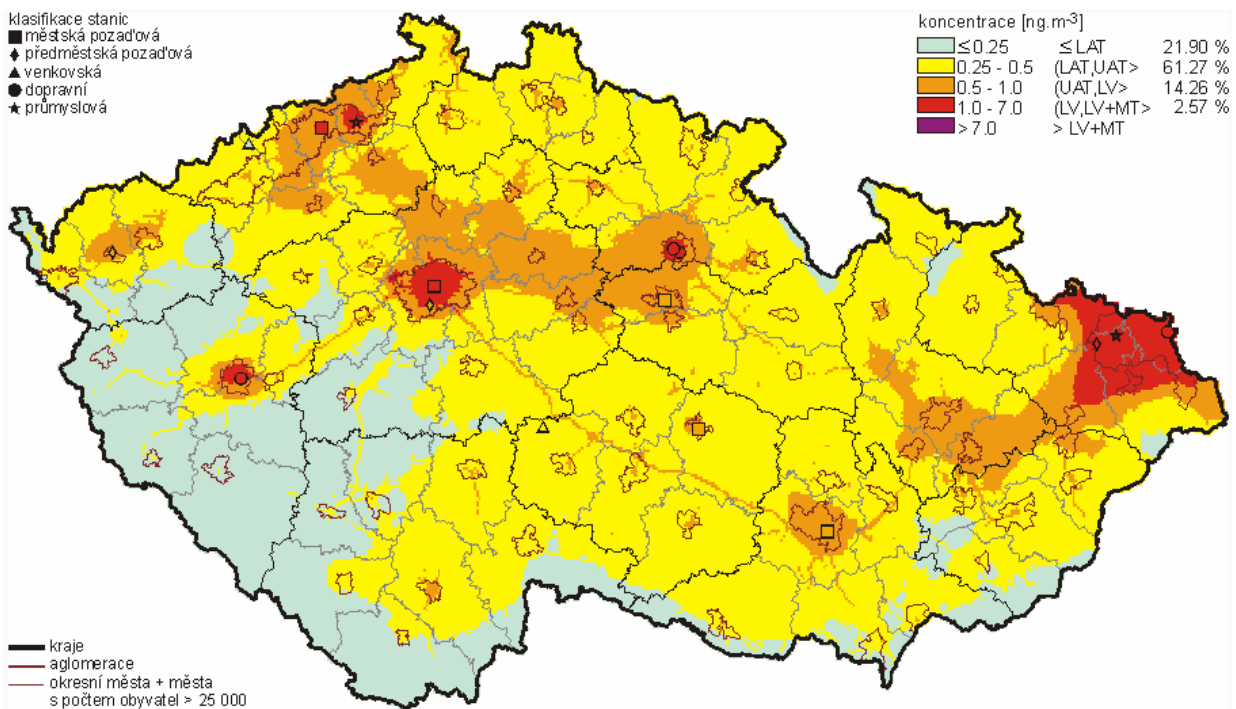 klasifikace stanic
městská pozaďová
předměstská pozaďová
venkovská
dopravní
průmyslová
koncentrace [ng.m-3]
≤0.25 ≤LAT 21.90 %
0.25 - 0.5 (LAT,UAT> 61.27 %
0.5 - 1.0 (UAT,LV> 14.26 %
1.0 - 7.0 (LV,LV+MT> 2.57 %
>7.0 > LV+MT
kraje
aglomerace
okresní města + města
s počtem obyvatel > 25 000